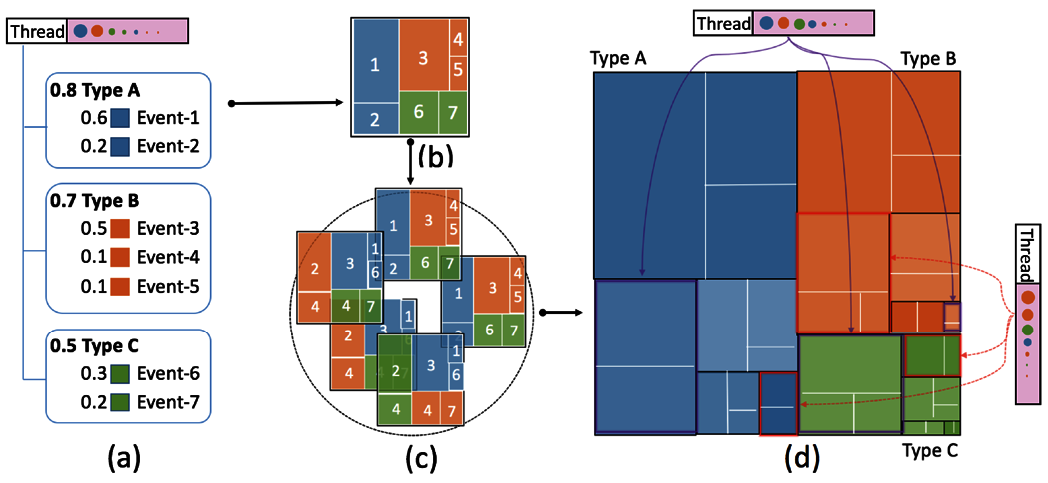 Thread
0.8 Type A
0.6 Event-1
0.2 Event-2
0.7 Type B
0.5 Event-3
0.1 Event-4
0.1 Event-5
0.5 Type C
0.3 Event-6
0.2 Event-7
(a)
1
2
3
4
5
6
7
(b)
1
2
3
4
5
6
7
2
3
1
6
4
4
7
1
2
3
4
5
6
7
2
3
1
4
2
3
1
6
4
4
7
(c)
Thread
Type A
Type B
Thread
Type C
(d)